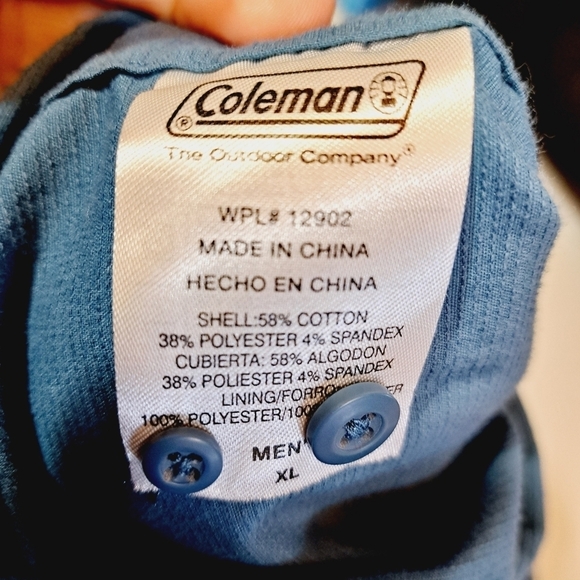 Coleman
®
The Outdoor Company®
WPL# 12902
MADE IN CHINA
HECHO EN CHINA
SHELL:58% COTTON
38% POLYESTER 4% SPANDEX
CUBIERTA: 58% ALGODON
38% POLIESTER 4% SPANDEX
LINING/FORRO
100% POLYESTER/100
MEN'
XL